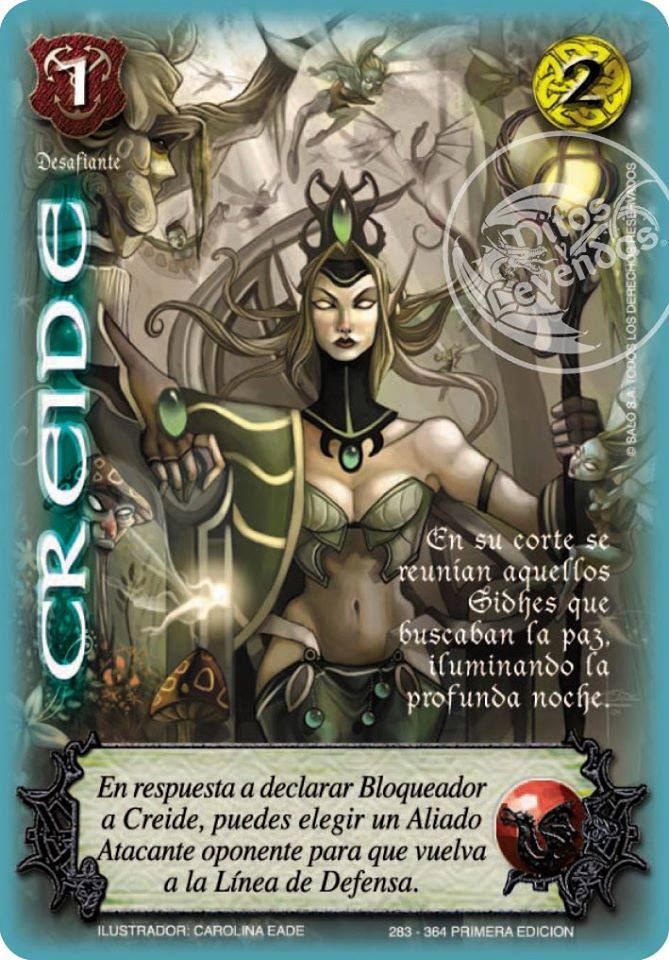 1
2
Desafiante
CREIDE
Mitos
Leyendas
© SALO S.A. TODOS LOS DERECHOS RESERVADOS
En su corte se
reunían aquellos
Sidhes que
buscaban la paz,
iluminando la
profunda noche.
En respuesta a declarar Bloqueador
a Creide, puedes elegir un Aliado
Atacante oponente para que vuelva
a la Línea de Defensa.
ILUSTRADOR: CAROLINA EADE
283 - 364 PRIMERA EDICION